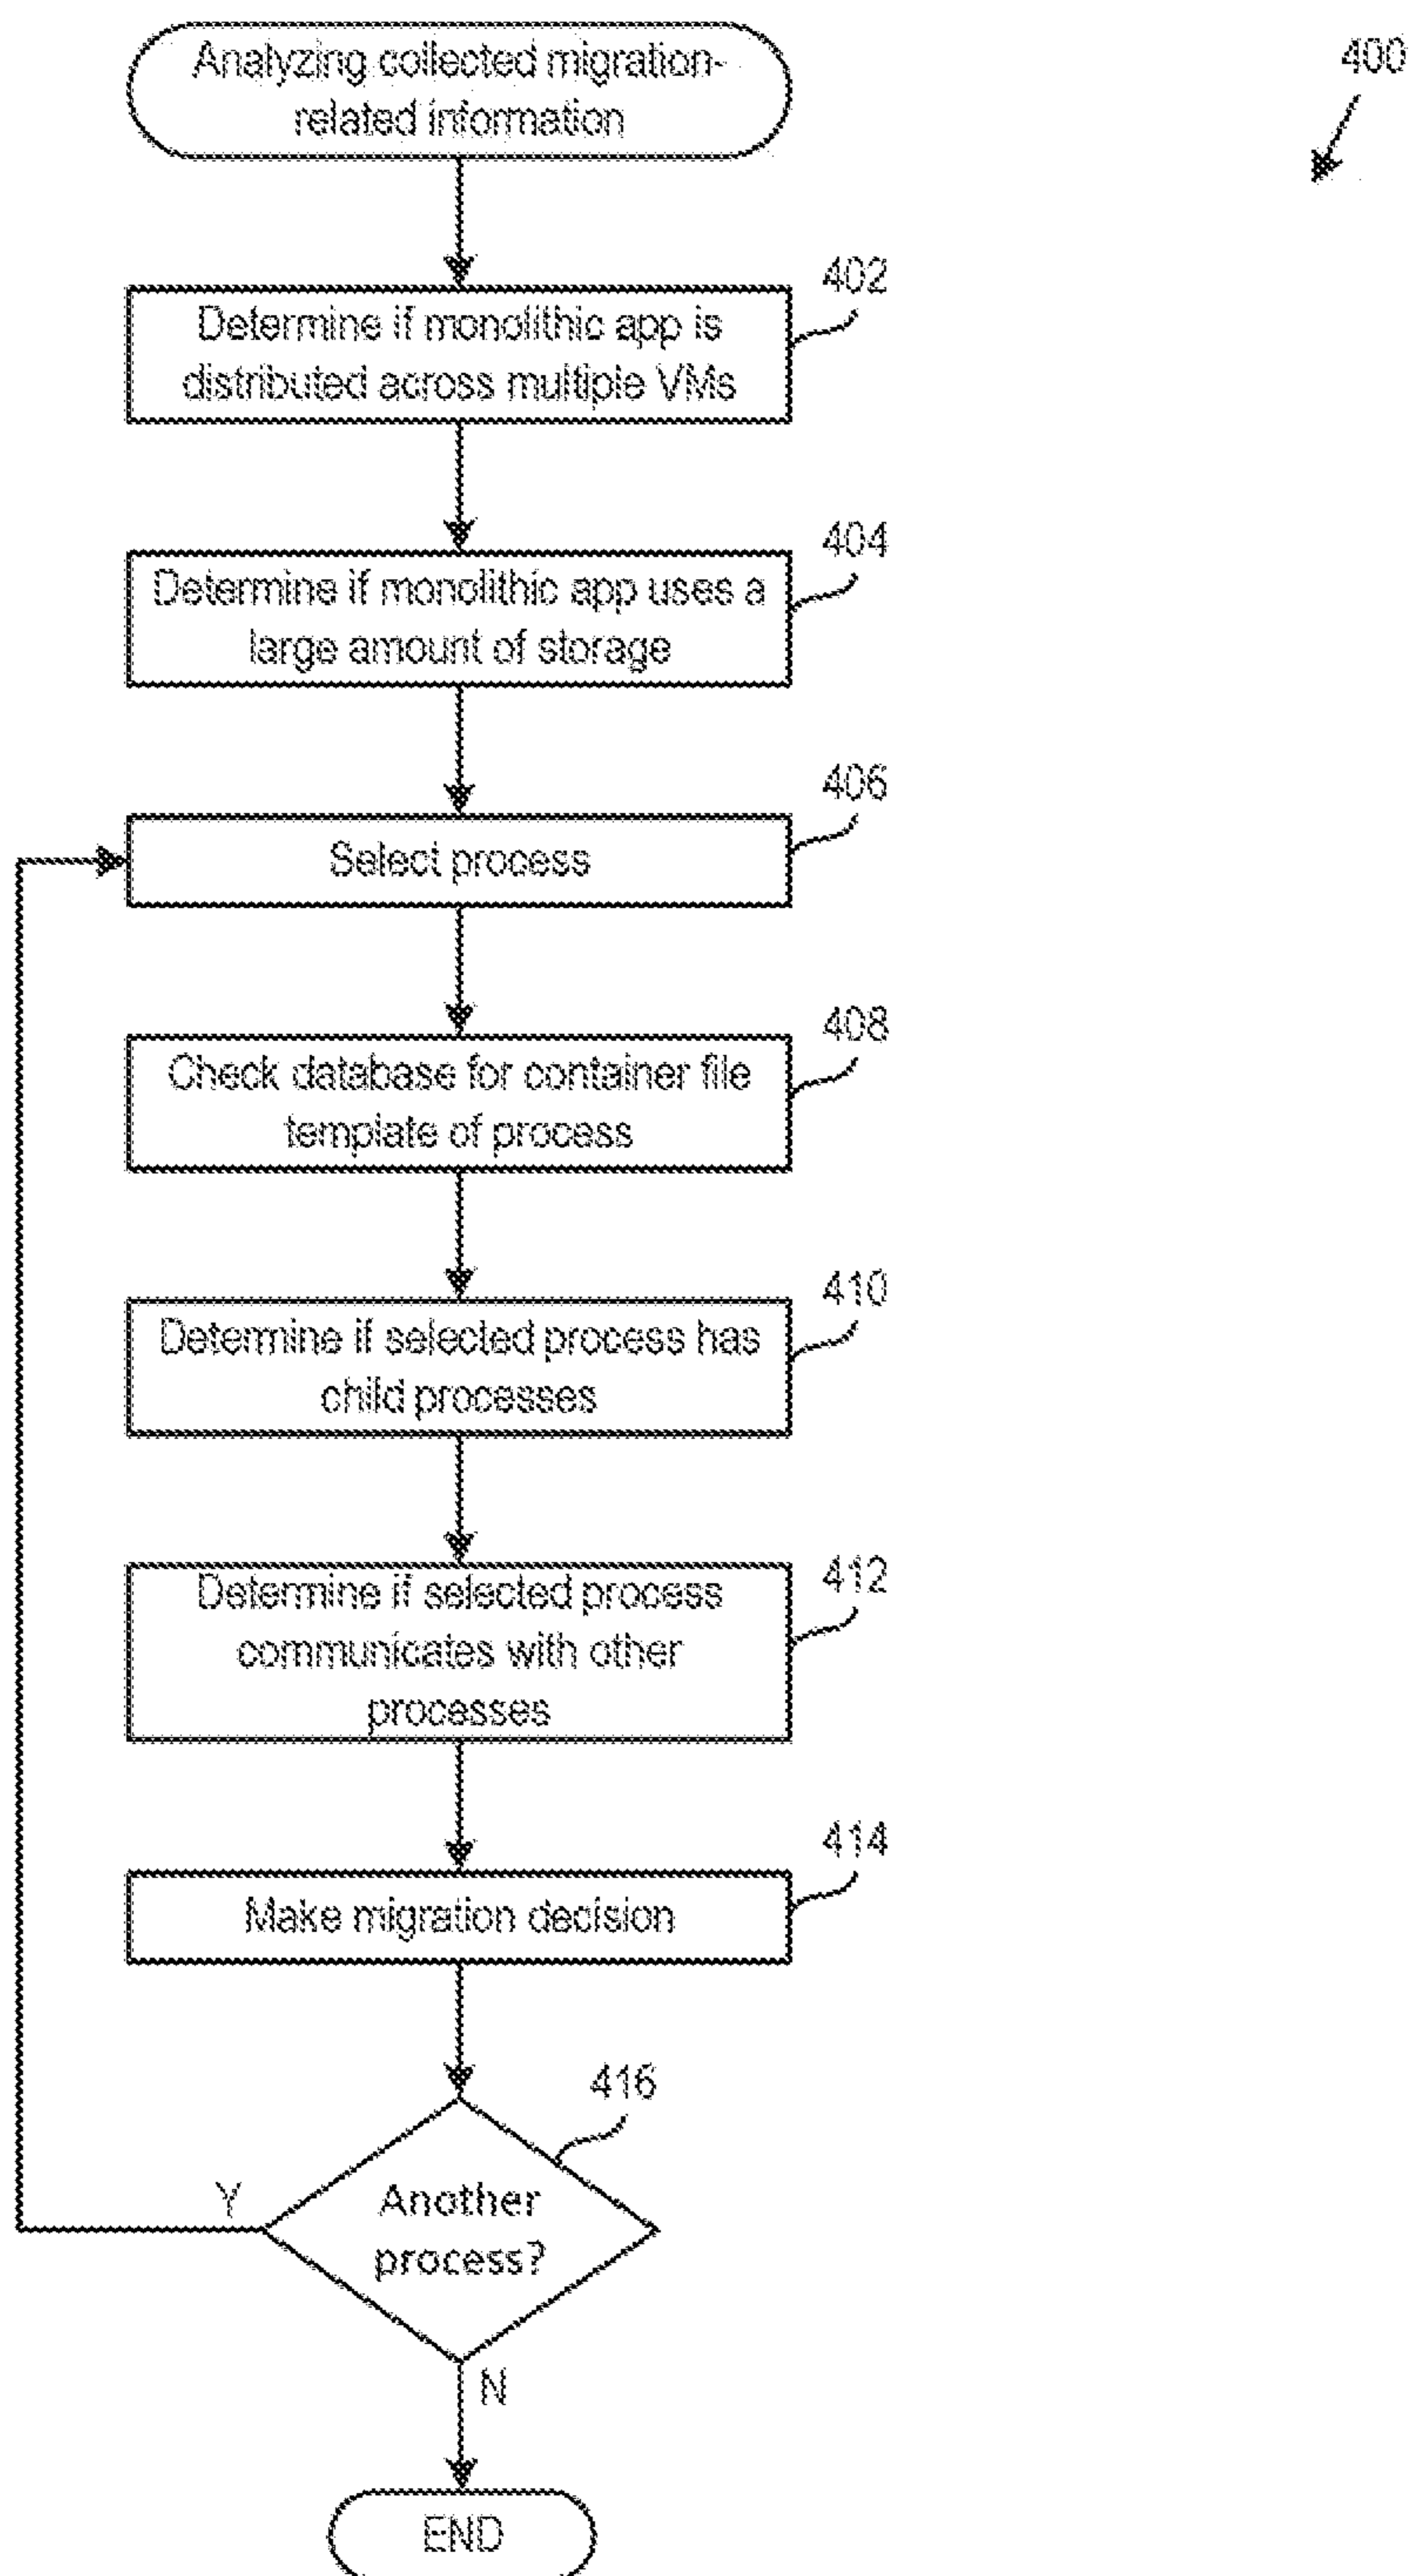 400
Analyzing collected migration-
related information
402
Determine if monolithic app is
distributed across multiple VMs
404
Determine if monolithic app uses a
large amount of storage
406
Select process
408
Check database for container file
template of process
410
Determine if selected process has
child processes
412
Determine if selected process
communicates with other
processes
414
Make migration decision
416
Another
process?
Y
N
END